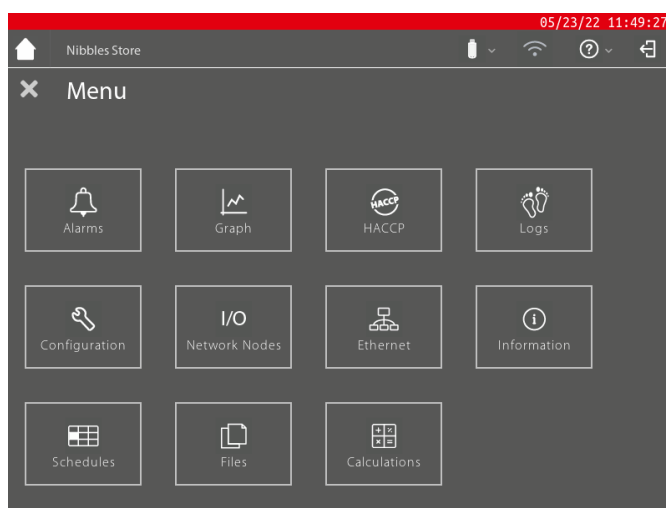 05/23/22 11:49:27
Nibbles Store
Menu
Alarms
Graph
HACCP
HACCP
Logs
Configuration
I/O
Network Nodes
Ethernet
Information
Schedules
Files
Calculations